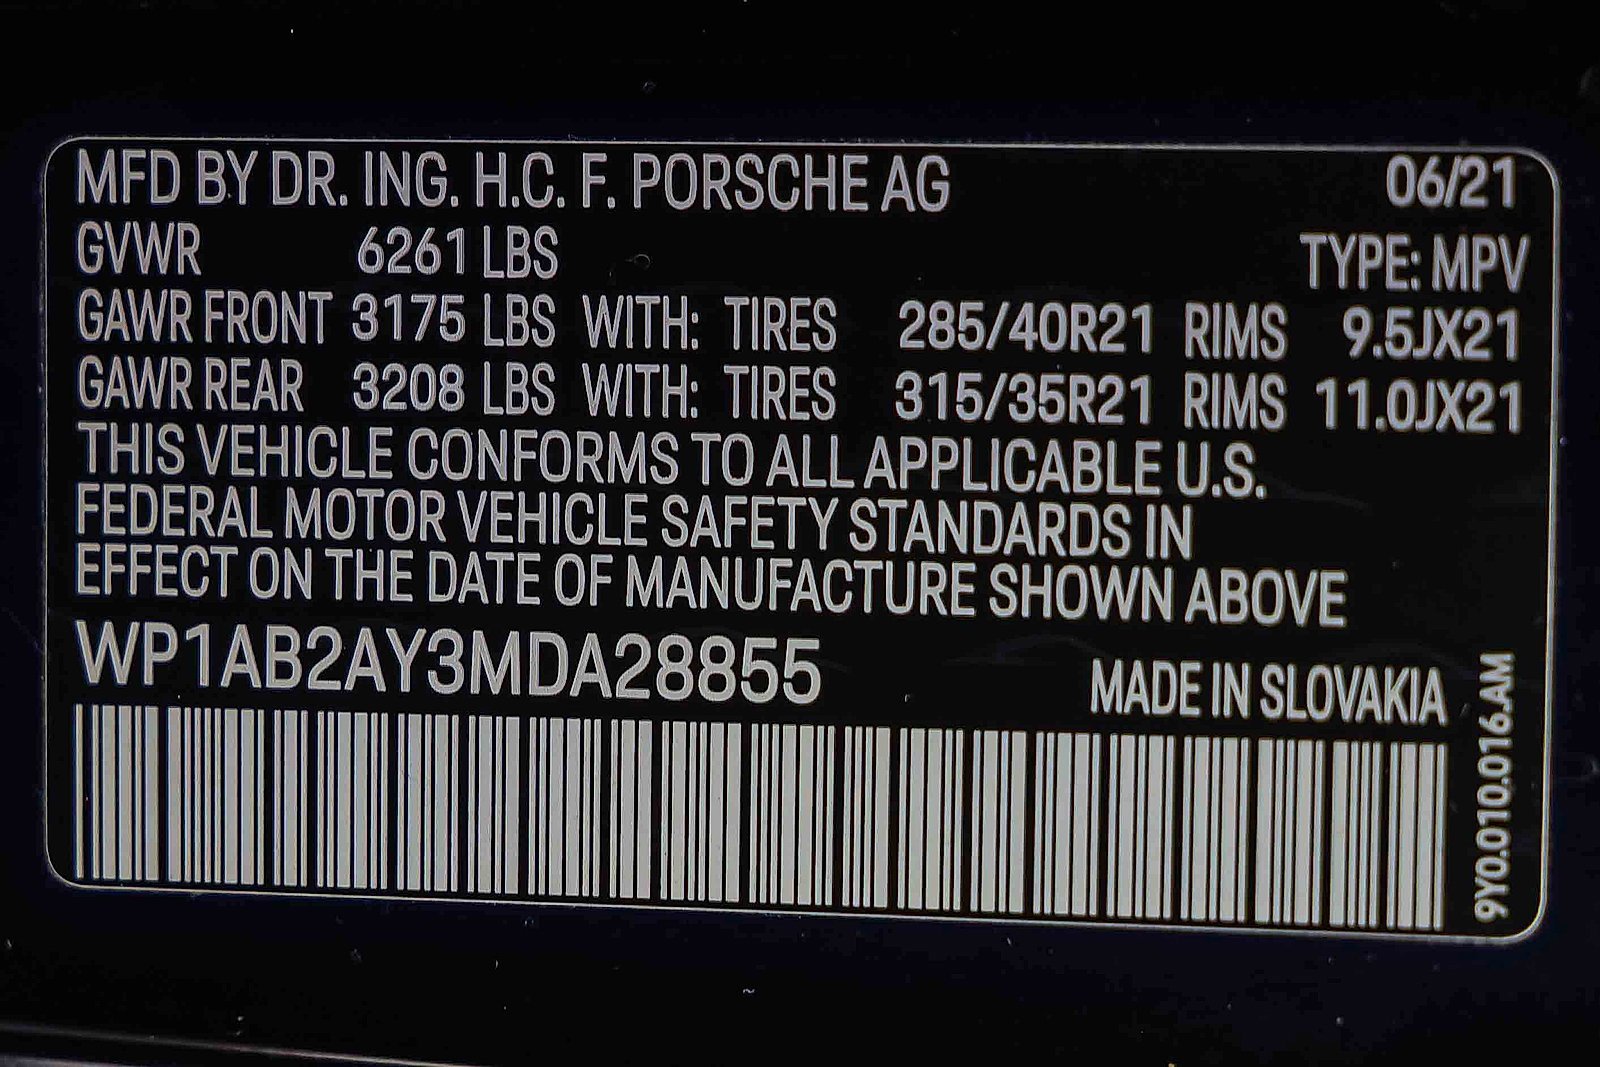 MFD BY DR. ING. H.C. F. PORSCHE AG 06/21
GVWR 6261 LBS TYPE: MPV
GAWR FRONT 3175 LBS WITH: TIRES 285/40R21 RIMS 9.5JX21
GAWR REAR 3208 LBS WITH: TIRES 315/35R21 RIMS 11.0JX21
THIS VEHICLE CONFORMS TO ALL APPLICABLE U.S.
FEDERAL MOTOR VEHICLE SAFETY STANDARDS IN
EFFECT ON THE DATE OF MANUFACTURE SHOWN ABOVE
WP1AB2AY3MDA28855
MADE IN SLOVAKIA
9Y0.010.016.AM